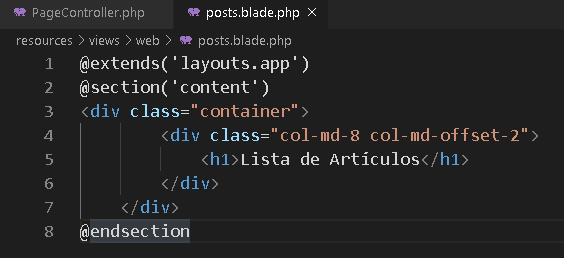 PageController.php posts.blade.php ×
resources > views > web > posts.blade.php
1 @extends('layouts.app')
2 @section('content')
3 <div class="container">
4 <div class="col-md-8 col-md-offset-2">
5 <h1>Lista de Artículos</h1>
6 </div>
7 </div>
8 @endsection